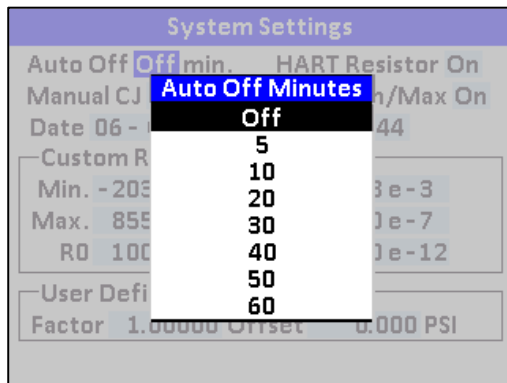 System Settings
Auto Off Off min. HART Resistor On
Manual CJ /Max On
Date 06 - 44
Custom R
Min. -203 e-3
Max. 855 e-7
R0 100 e-12
User Defi
Factor 1.00000 Offset 0.000 PSI
Auto Off Minutes
Off
5
10
20
30
40
50
60